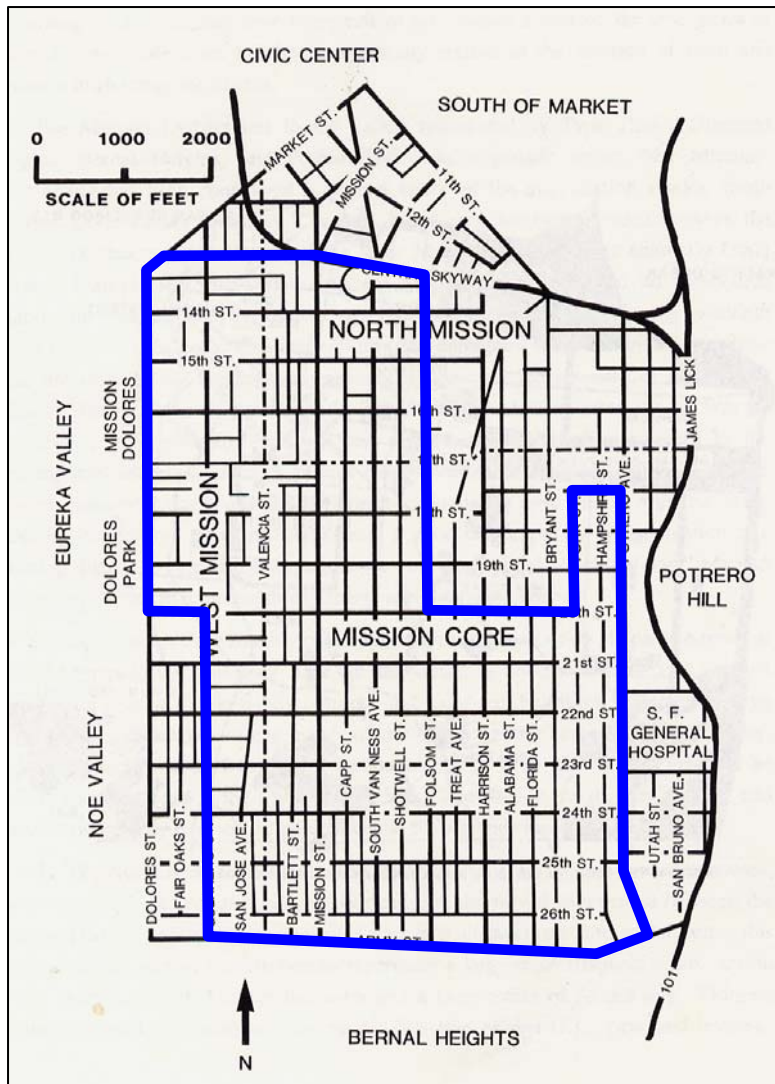 CIVIC CENTER
SOUTH OF MARKET
0 1000 2000
SCALE OF FEET
MARKET ST.
MISSION ST.
11th ST.
12th ST.
SKYWAY
14th ST.
NORTH MISSION
15th ST.
MISSION DOLORES
EUREKA VALLEY
16th ST.
JAMES LICK
WEST MISSION
VALENCIA ST.
BRYANT ST.
HAMPSHIRE ST.
POTRERO AVE.
DOLORES PARK
19th ST.
POTRERO HILL
MISSION CORE
21st ST.
22nd ST.
S. F. GENERAL HOSPITAL
NOE VALLEY
CAPP ST.
SOUTH VAN NESS AVE.
SHOTWELL ST.
FOLSOM ST.
TREAT AVE.
HARRISON ST.
ALABAMA ST.
FLORIDA ST.
23rd ST.
24th ST.
DOLORES ST.
FAIR OAKS ST.
SAN JOSE AVE.
BARTLETT ST.
MISSION ST.
25th ST.
UTAH ST.
SAN BRUNO AVE.
26th ST.
101
N
BERNAL HEIGHTS